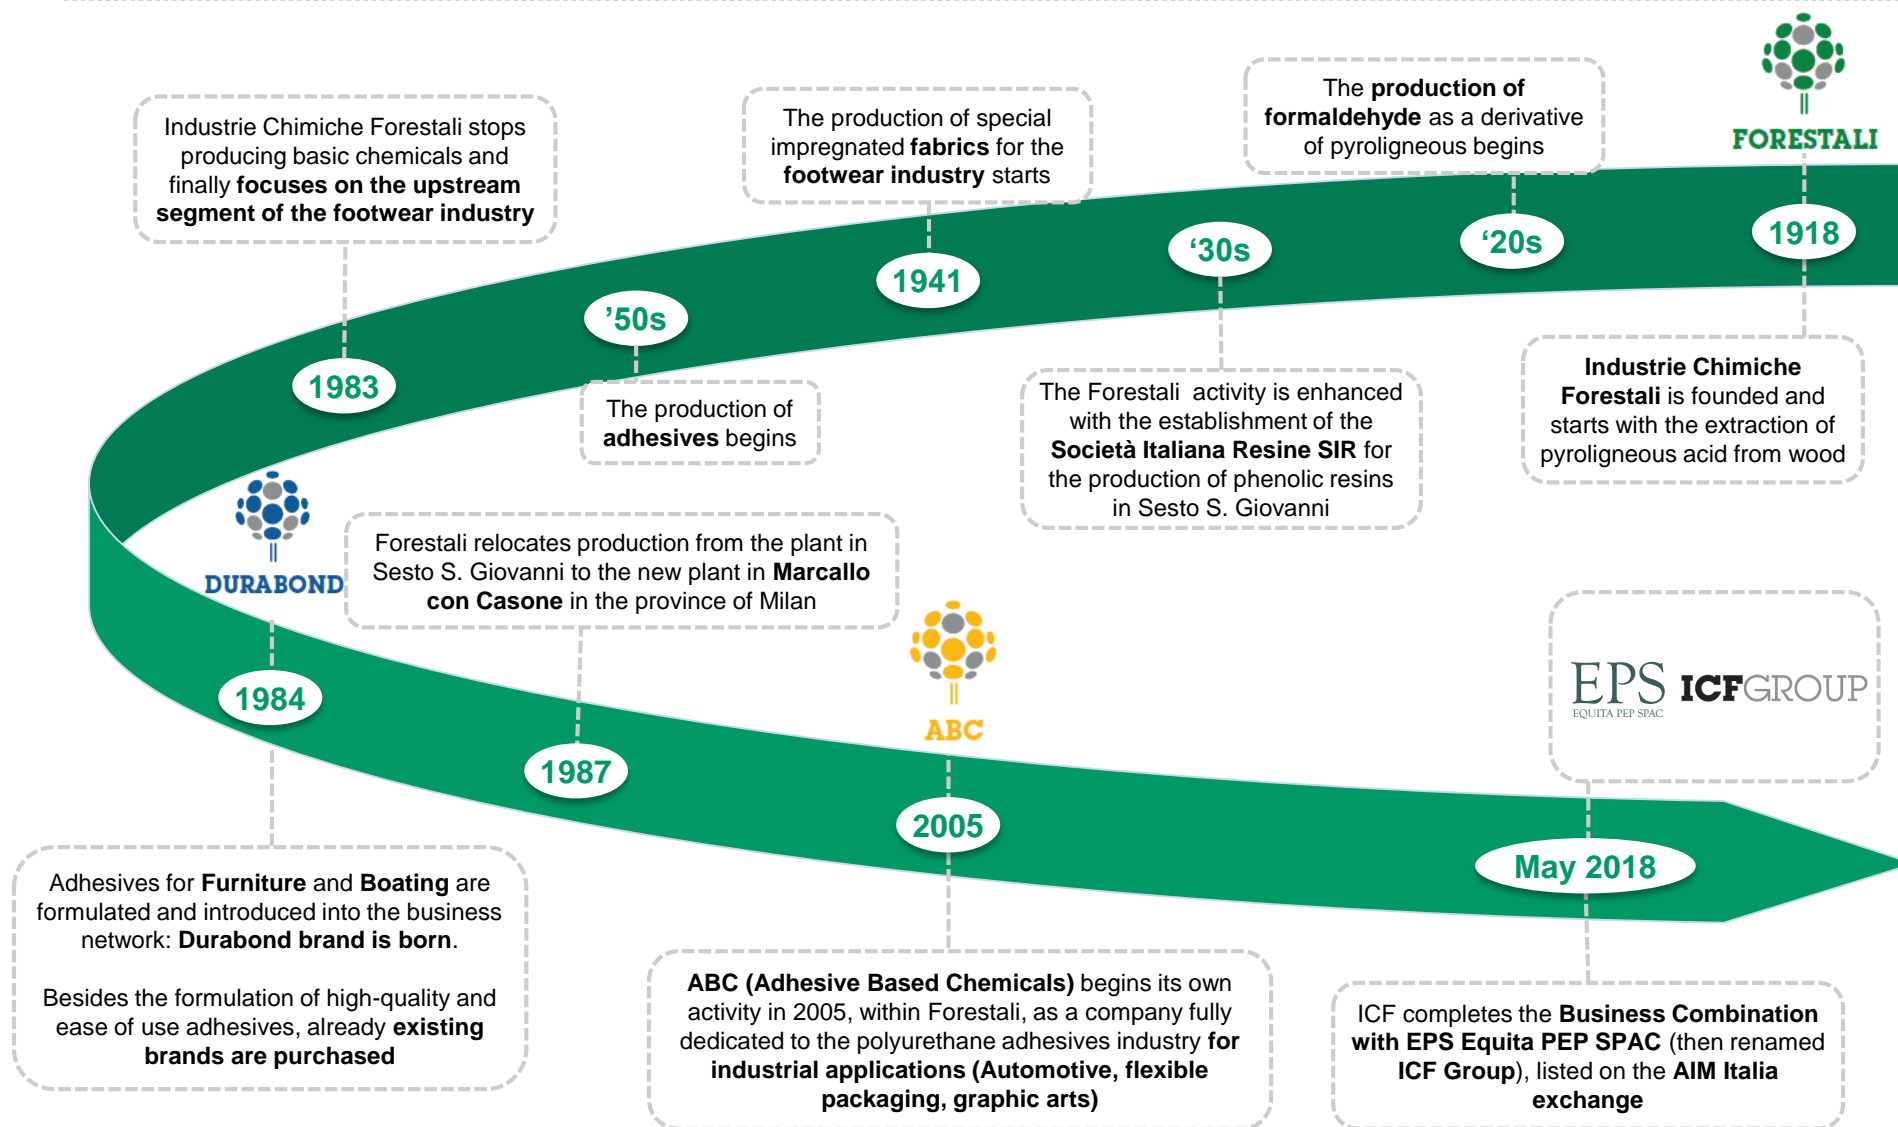 FORESTALI
1918
Industrie Chimiche
Forestali is founded and
starts with the extraction of
pyroligneous acid from wood
The production of
formaldehyde as a derivative
of pyroligneous begins
‘20s
‘30s
The Forestali activity is enhanced
with the establishment of the
Società Italiana Resine SIR for
the production of phenolic resins
in Sesto S. Giovanni
The production of special
impregnated fabrics for the
footwear industry starts
1941
’50s
The production of
adhesives begins
Industrie Chimiche Forestali stops
producing basic chemicals and
finally focuses on the upstream
segment of the footwear industry
1983
DURABOND
1984
Adhesives for Furniture and Boating are
formulated and introduced into the business
network: Durabond brand is born.
Besides the formulation of high-quality and
ease of use adhesives, already existing
brands are purchased
Forestali relocates production from the plant in
Sesto S. Giovanni to the new plant in Marcallo
con Casone in the province of Milan
1987
ABC
2005
ABC (Adhesive Based Chemicals) begins its own
activity in 2005, within Forestali, as a company fully
dedicated to the polyurethane adhesives industry for
industrial applications (Automotive, flexible
packaging, graphic arts)
EPS
EQUITA PEP SPAC
ICFGROUP
May 2018
ICF completes the Business Combination
with EPS Equita PEP SPAC (then renamed
ICF Group), listed on the AIM Italia
exchange